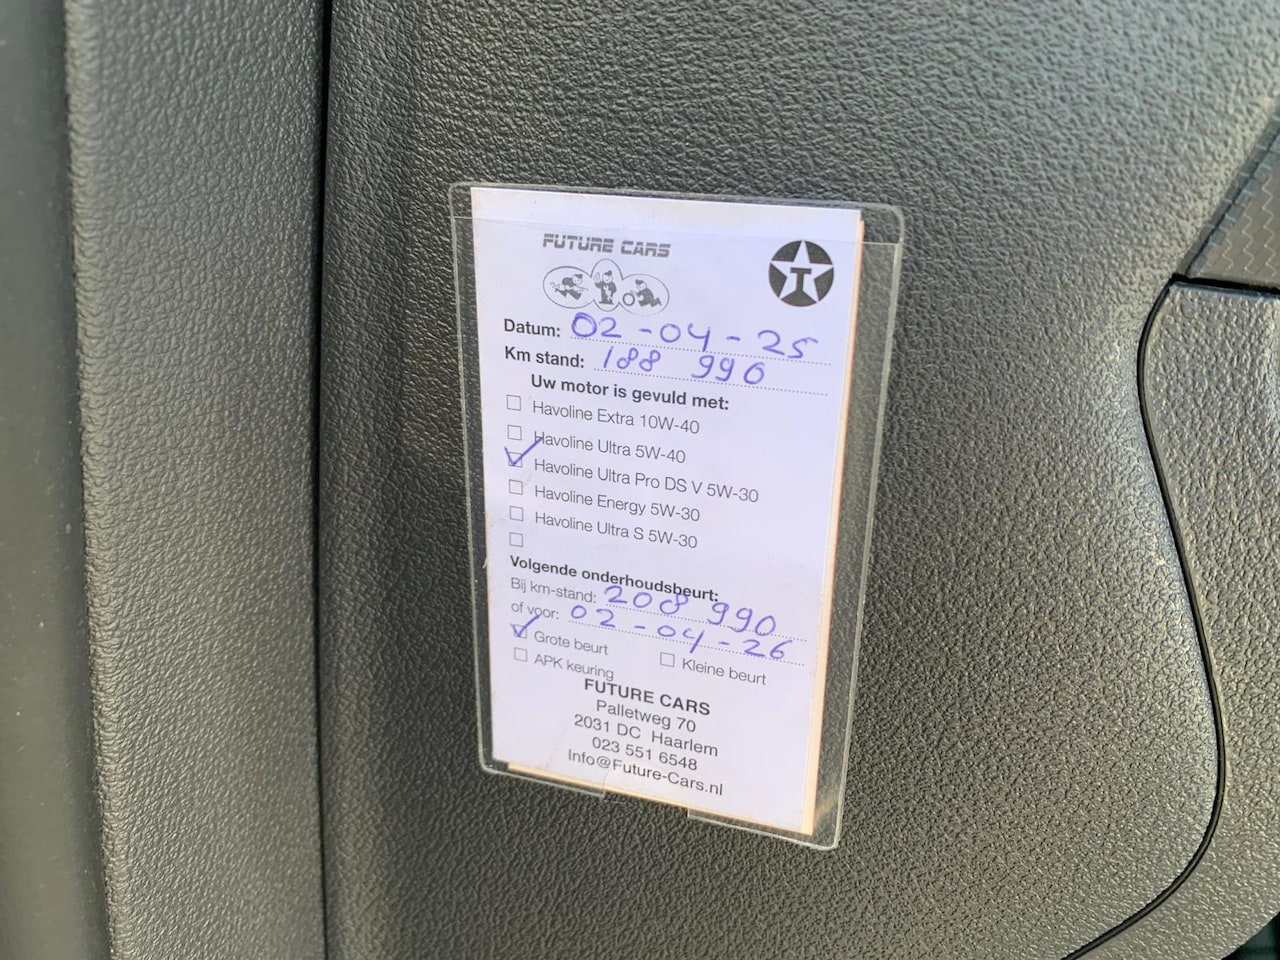 FUTURE CARS
T
Datum: 02-04-25
Km stand: 188 990
Uw motor is gevuld met:
Havoline Extra 10W-40
Havoline Ultra 5W-40
Havoline Ultra Pro DS V 5W-30
Havoline Energy 5W-30
Havoline Ultra S 5W-30
Volgende onderhoudsbeurt:
Bij km-stand: 208 990
of voor: 02-04-26
Grote beurt Kleine beurt
APK keuring
FUTURE CARS
Palletweg 70
2031 DC Haarlem
023 551 6548
Info@Future-Cars.nl